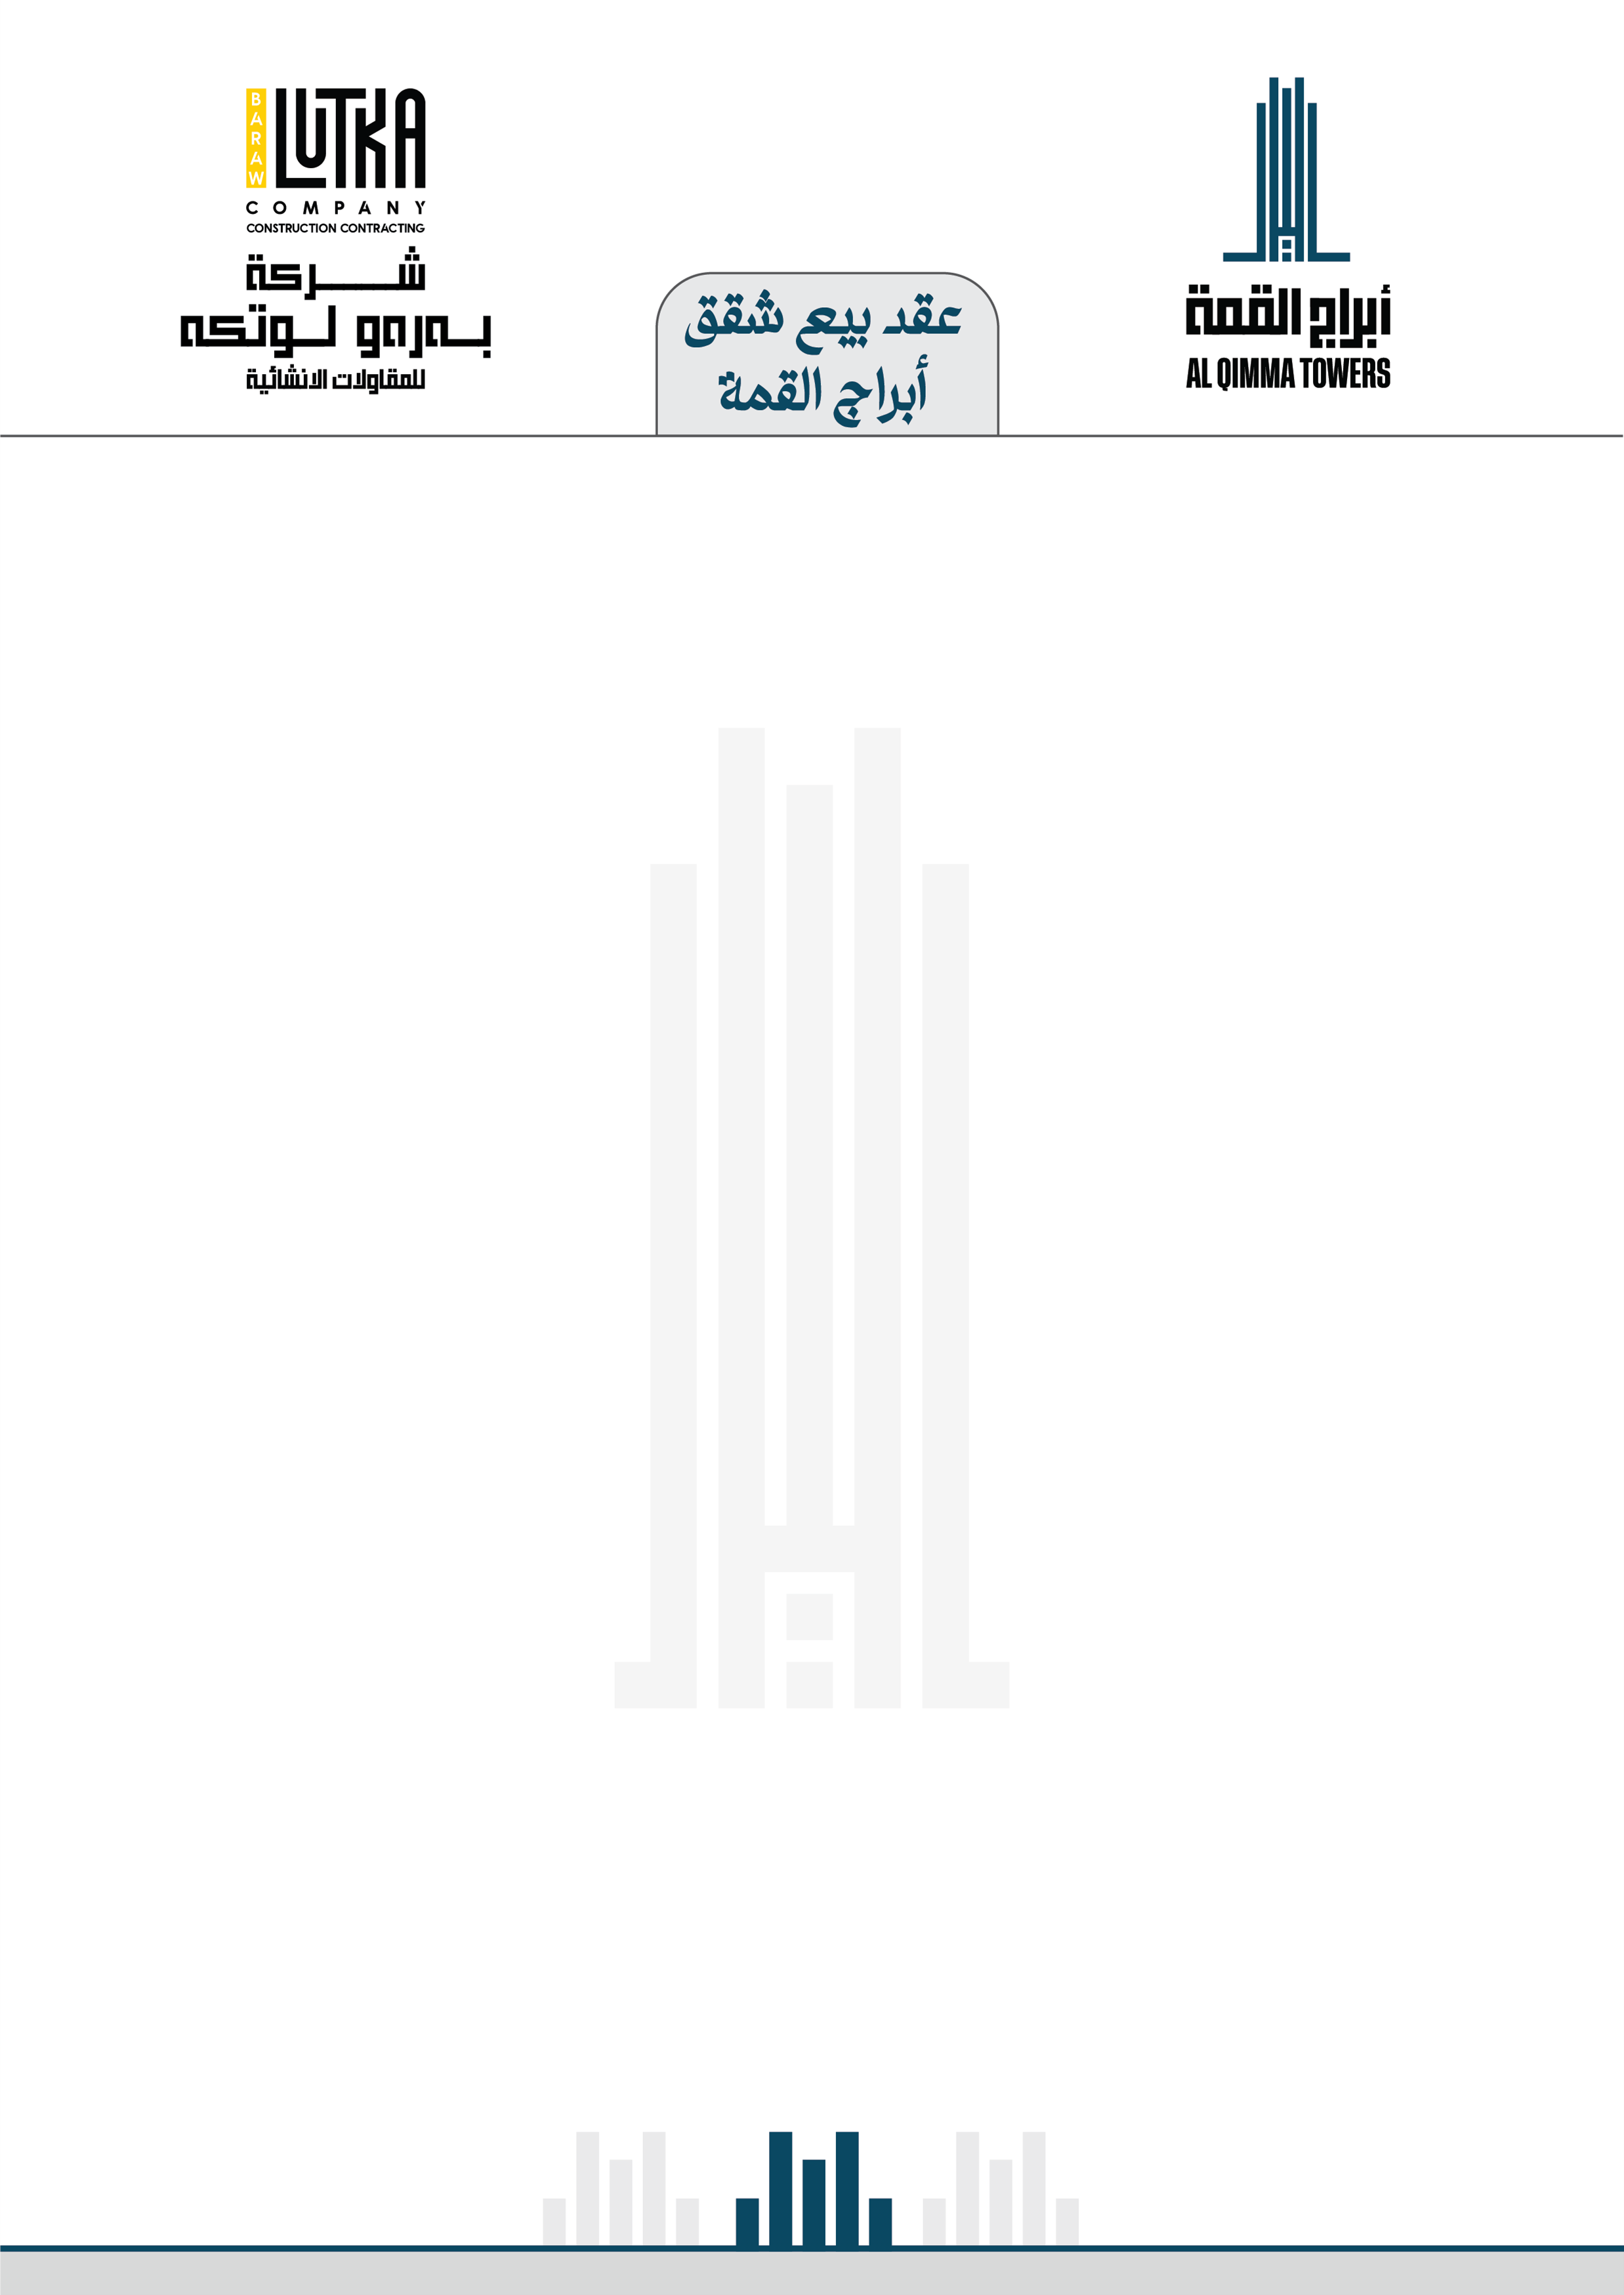 BARAW
LUTKA
COMPANY
CONSTRUCTION CONTRACTING
شركة
بەرەو لوتكە
للمقاولات الانشائية
عقد بيع شقق
أبراج القمة
أبراج القمة
AL QIMMA TOWERS